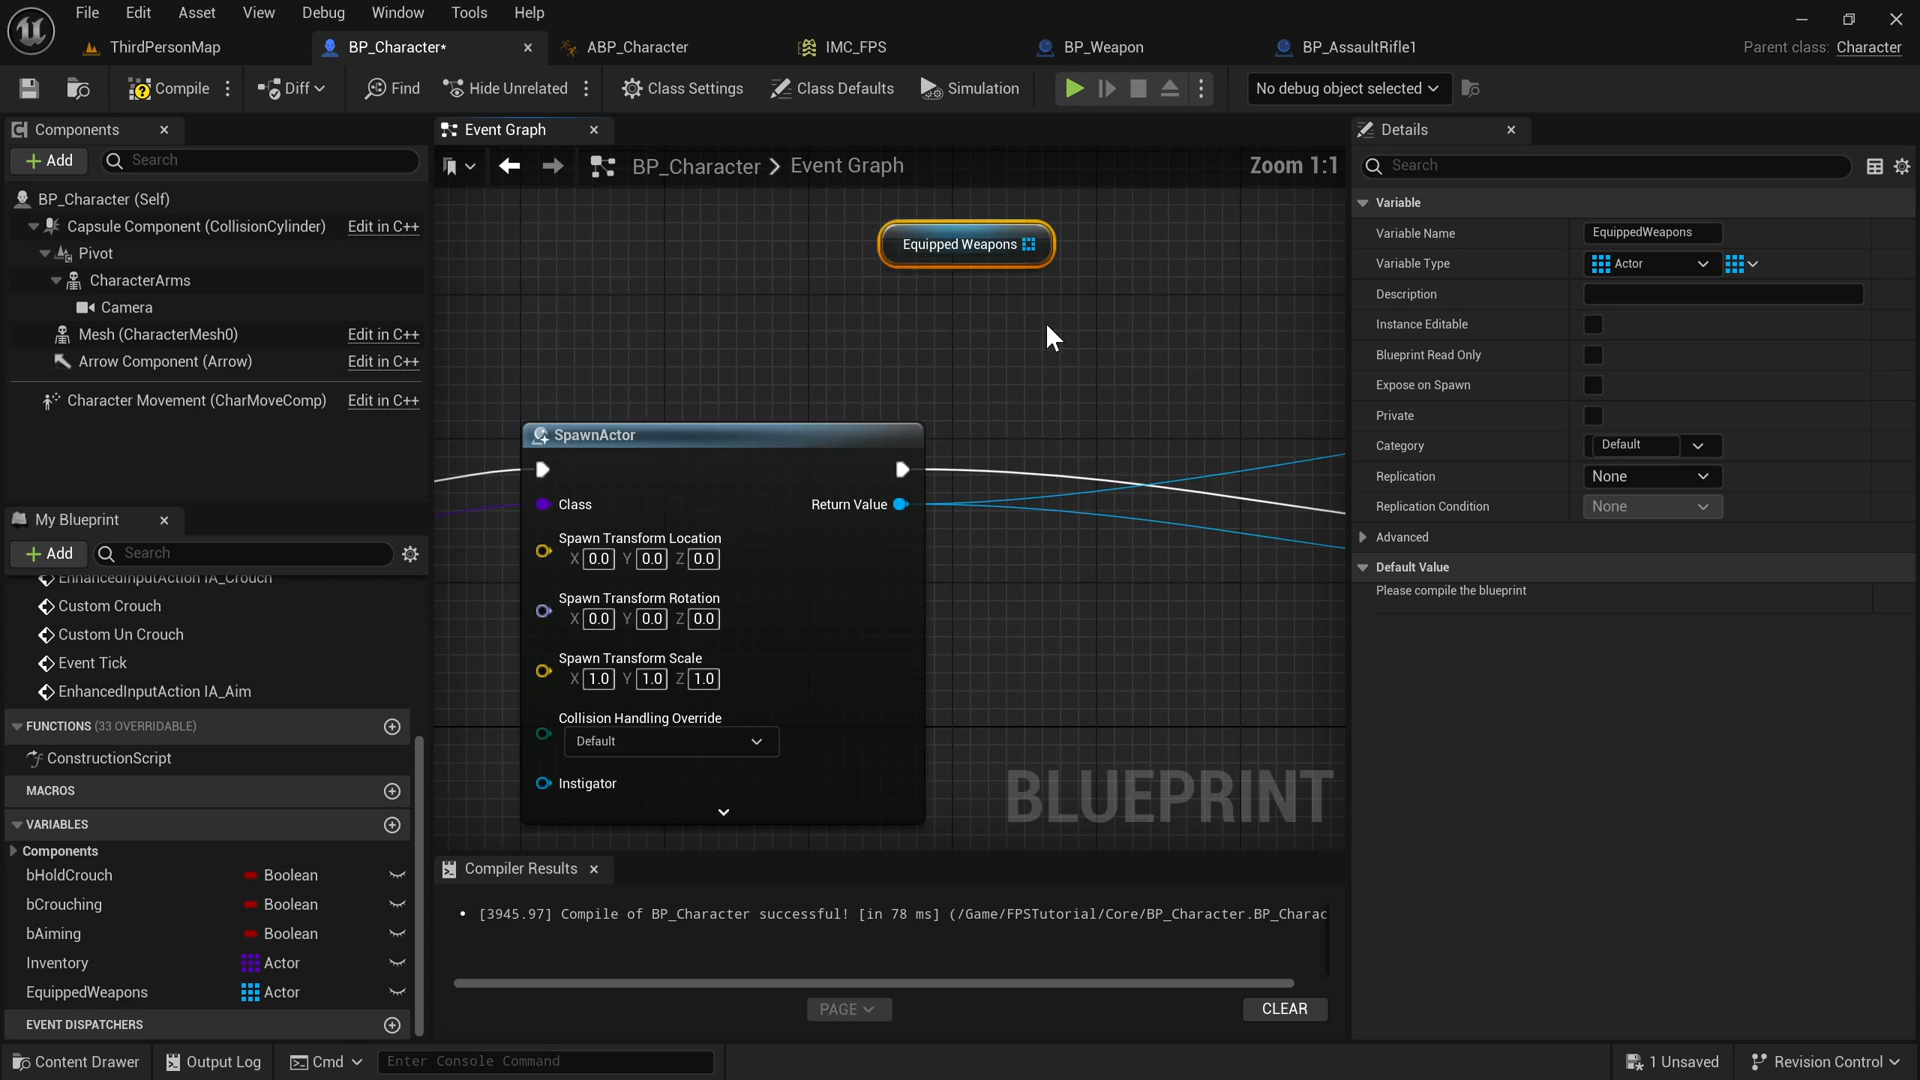 File Edit Asset View Debug Window Tools Help
ThirdPersonMap BP_Character* ABP_Character IMC_FPS BP_Weapon BP_AssaultRifle1 Parent class: Character
Compile Diff Find Hide Unrelated Class Settings Class Defaults Simulation No debug object selected
Components
Add Search
BP_Character (Self)
Capsule Component (CollisionCylinder) Edit in C++
Pivot
CharacterArms
Camera
Mesh (CharacterMesh0) Edit in C++
Arrow Component (Arrow) Edit in C++
Character Movement (CharMoveComp) Edit in C++
My Blueprint
Add Search
EnhancedInputAction IA_Crouch
Custom Crouch
Custom Un Crouch
Event Tick
EnhancedInputAction IA_Aim
FUNCTIONS (33 OVERRIDABLE)
ConstructionScript
MACROS
VARIABLES
Components
bHoldCrouch Boolean
bCrouching Boolean
bAiming Boolean
Inventory Actor
EquippedWeapons Actor
EVENT DISPATCHERS
Event Graph
BP_Character > Event Graph Zoom 1:1
Equipped Weapons
SpawnActor
Class Return Value
Spawn Transform Location
X 0.0 Y 0.0 Z 0.0
Spawn Transform Rotation
X 0.0 Y 0.0 Z 0.0
Spawn Transform Scale
X 1.0 Y 1.0 Z 1.0
Collision Handling Override
Default
Instigator
BLUEPRINT
Compiler Results
• [3945.97] Compile of BP_Character successful! [in 78 ms] (/Game/FPSTutorial/Core/BP_Character.BP_Charac
PAGE CLEAR
Details
Search
Variable
Variable Name EquippedWeapons
Variable Type Actor
Description
Instance Editable
Blueprint Read Only
Expose on Spawn
Private
Category Default
Replication None
Replication Condition None
Advanced
Default Value
Please compile the blueprint
Content Drawer Output Log Cmd Enter Console Command 1 Unsaved Revision Control